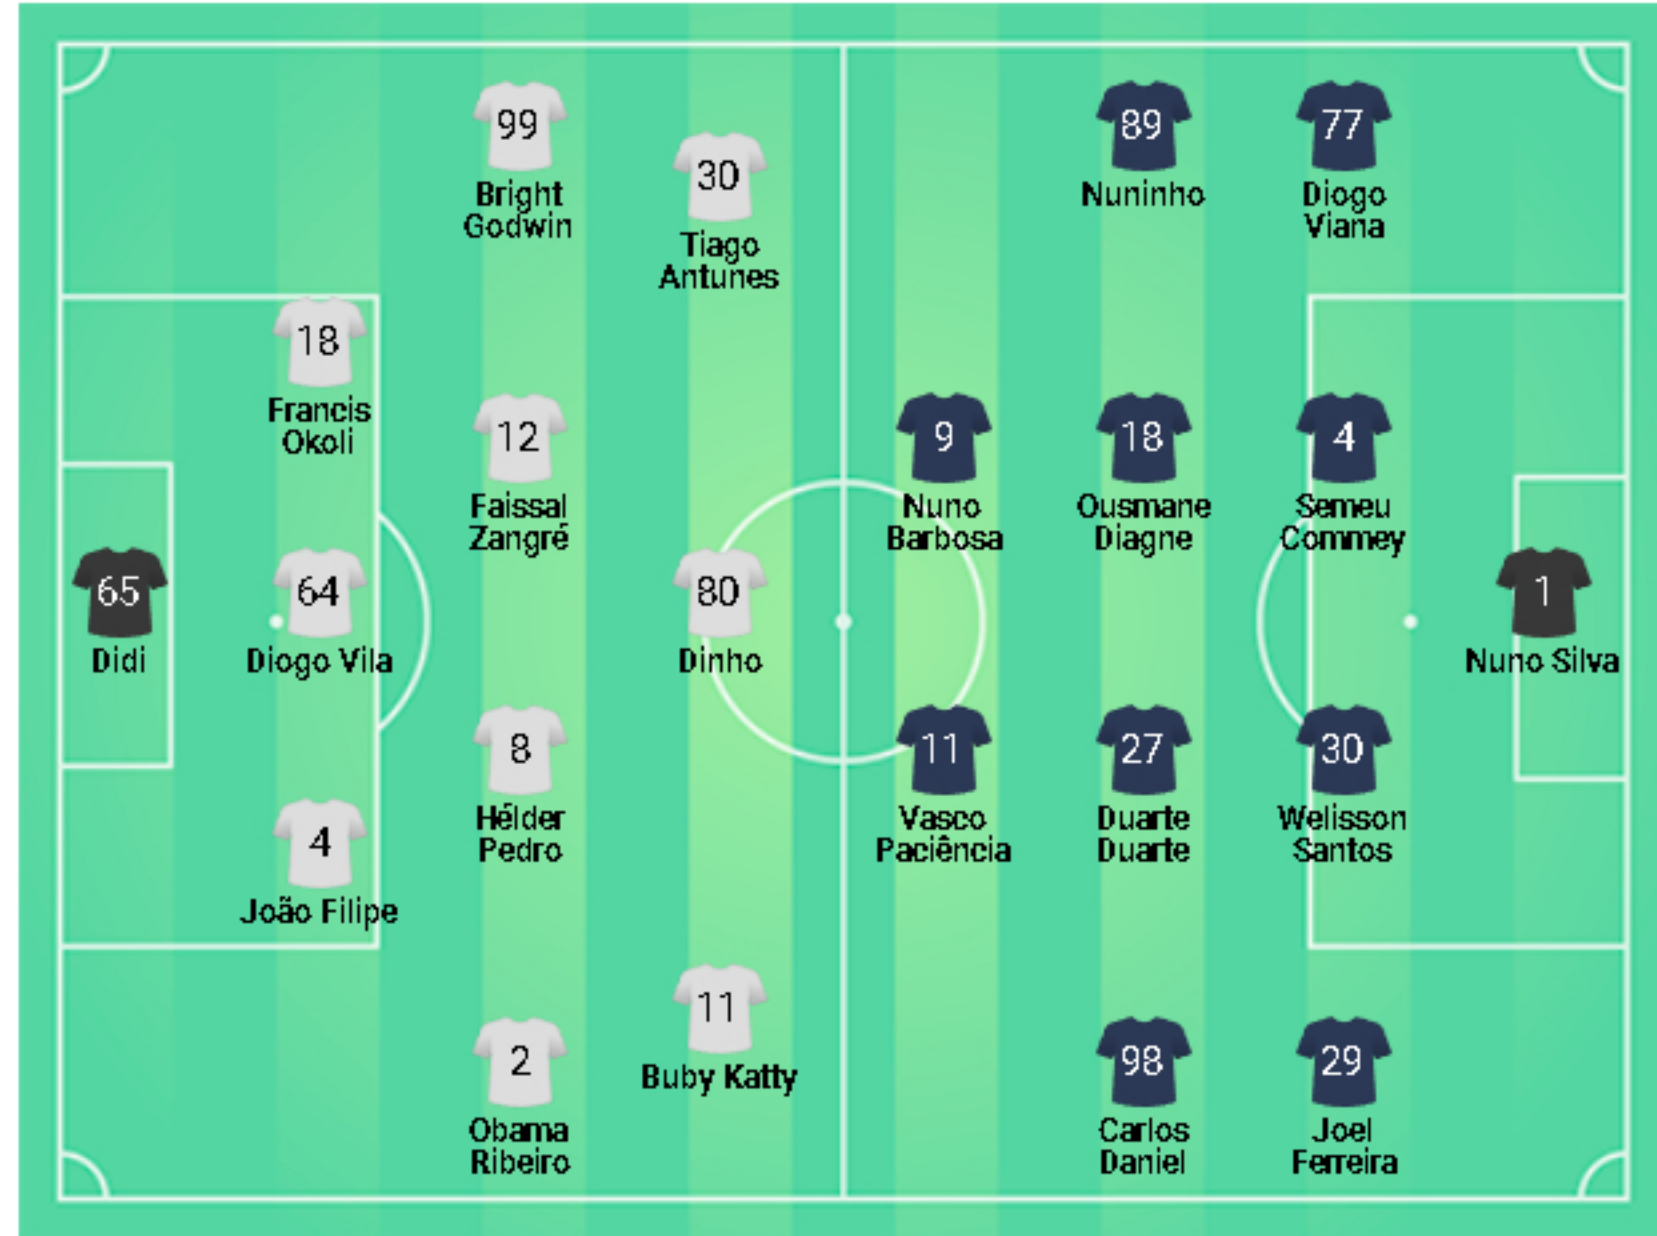 99
Bright
Godwin
30
Tiago
Antunes
89
Nuninho
77
Diogo
Viana
18
Francis
Okoli
12
Faissal
Zangré
9
Nuno
Barbosa
18
Ousmane
Diagne
4
Semeu
Commey
65
Didi
64
Diogo Vila
80
Dinho
1
Nuno Silva
8
Hélder
Pedro
11
Vasco
Paciência
27
Duarte
Duarte
30
Welisson
Santos
4
João Filipe
11
Buby Katty
2
Obama
Ribeiro
98
Carlos
Daniel
29
Joel
Ferreira